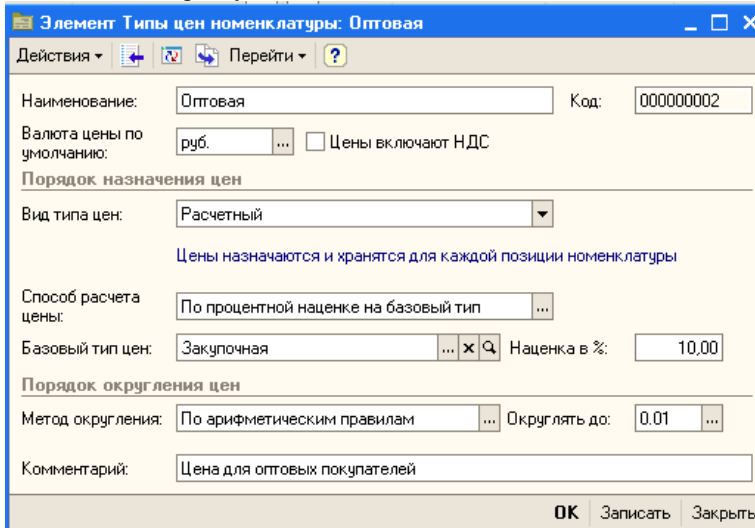 Элемент Типы цен номенклатуры: Оптовая
Действия Перейти ?
Наименование: Оптовая Код: 000000002
Валюта цены по умолчанию: руб. ... Цены включают НДС
Порядок назначения цен
Вид типа цен: Расчетный
Цены назначаются и хранятся для каждой позиции номенклатуры
Способ расчета цены: По процентной наценке на базовый тип ...
Базовый тип цен: Закупочная ... x Наценка в %: 10,00
Порядок округления цен
Метод округления: По арифметическим правилам ... Округлять до: 0.01 ...
Комментарий: Цена для оптовых покупателей
OK Записать Закрыть